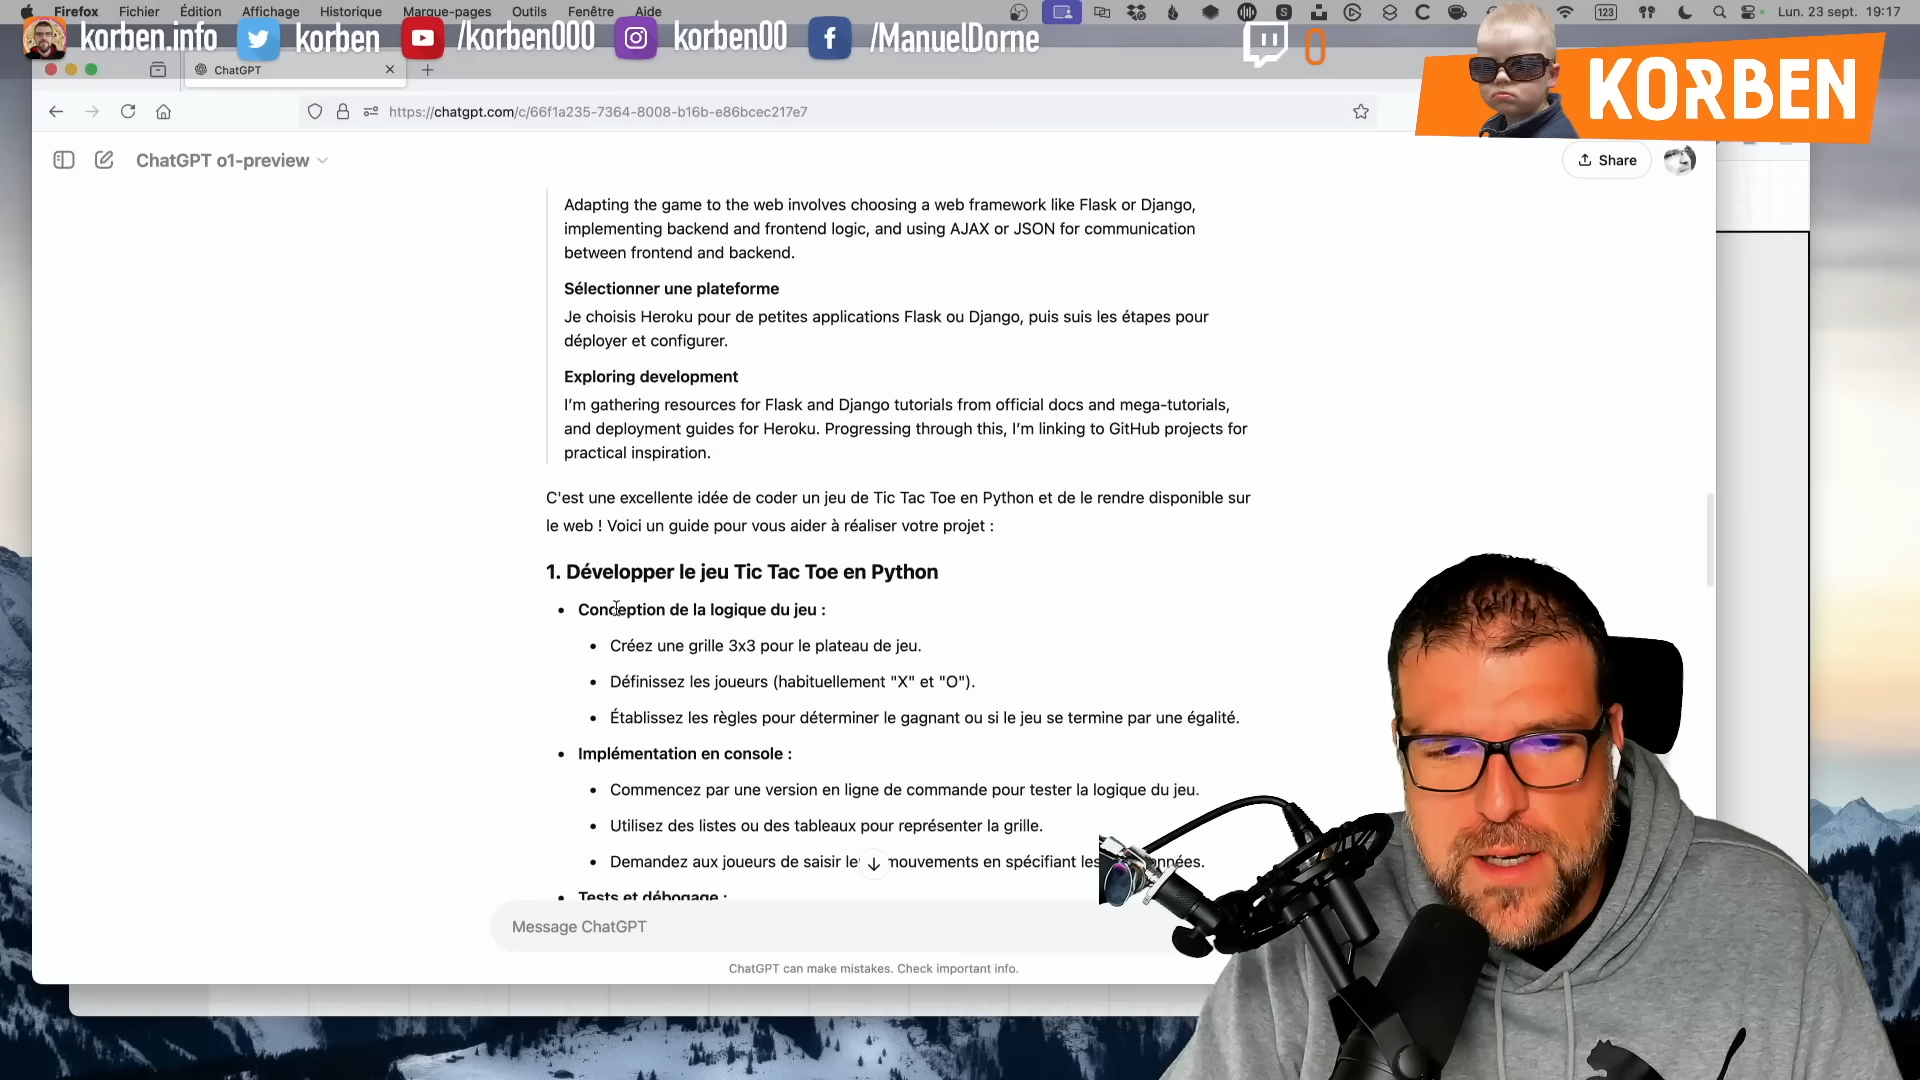 Firefox Fichier Édition Affichage Historique Marque-pages Outils Fenêtre Aide
123 Lun. 23 sept. à 19:17
korben.info korben /korben000 korben00 /ManuelDorne 0
KORBEN
ChatGPT
https://chatgpt.com/c/66f1a235-7364-8008-b16b-e86bcec217e7
ChatGPT o1-preview
Share
Adapting the game to the web involves choosing a web framework like Flask or Django,
implementing backend and frontend logic, and using AJAX or JSON for communication
between frontend and backend.
Sélectionner une plateforme
Je choisis Heroku pour de petites applications Flask ou Django, puis suis les étapes pour
déployer et configurer.
Exploring development
I'm gathering resources for Flask and Django tutorials from official docs and mega-tutorials,
and deployment guides for Heroku. Progressing through this, I'm linking to GitHub projects for
practical inspiration.
C'est une excellente idée de coder un jeu de Tic Tac Toe en Python et de le rendre disponible sur
le web ! Voici un guide pour vous aider à réaliser votre projet :
1. Développer le jeu Tic Tac Toe en Python
• Conception de la logique du jeu :
• Créez une grille 3x3 pour le plateau de jeu.
• Définissez les joueurs (habituellement "X" et "O").
• Établissez les règles pour déterminer le gagnant ou si le jeu se termine par une égalité.
• Implémentation en console :
• Commencez par une version en ligne de commande pour tester la logique du jeu.
• Utilisez des listes ou des tableaux pour représenter la grille.
• Demandez aux joueurs de saisir mouvements en spécifiant les
• Tests et débogage :
Message ChatGPT
ChatGPT can make mistakes. Check important info.